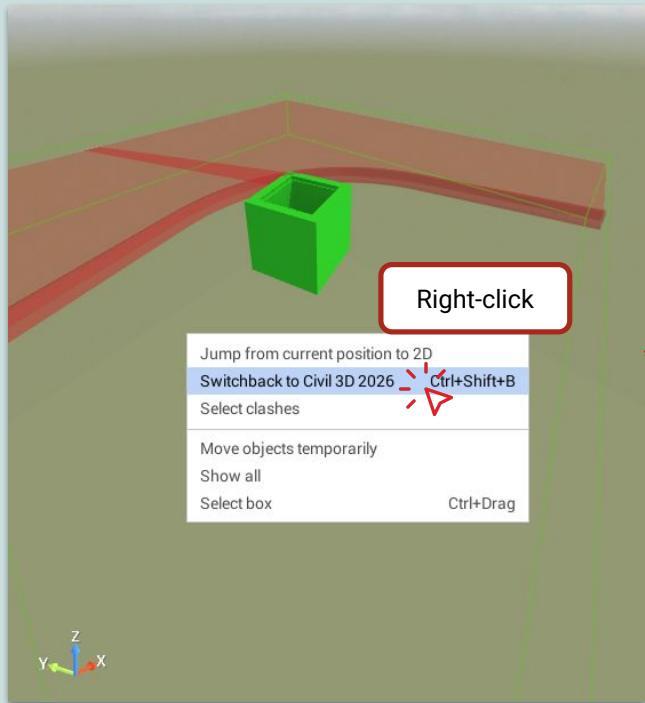 Right-click
Jump from current position to 2D
Switchback to Civil 3D 2026 Ctrl+Shift+B
Select clashes
Move objects temporarily
Show all
Select box Ctrl+Drag
Z
Y X